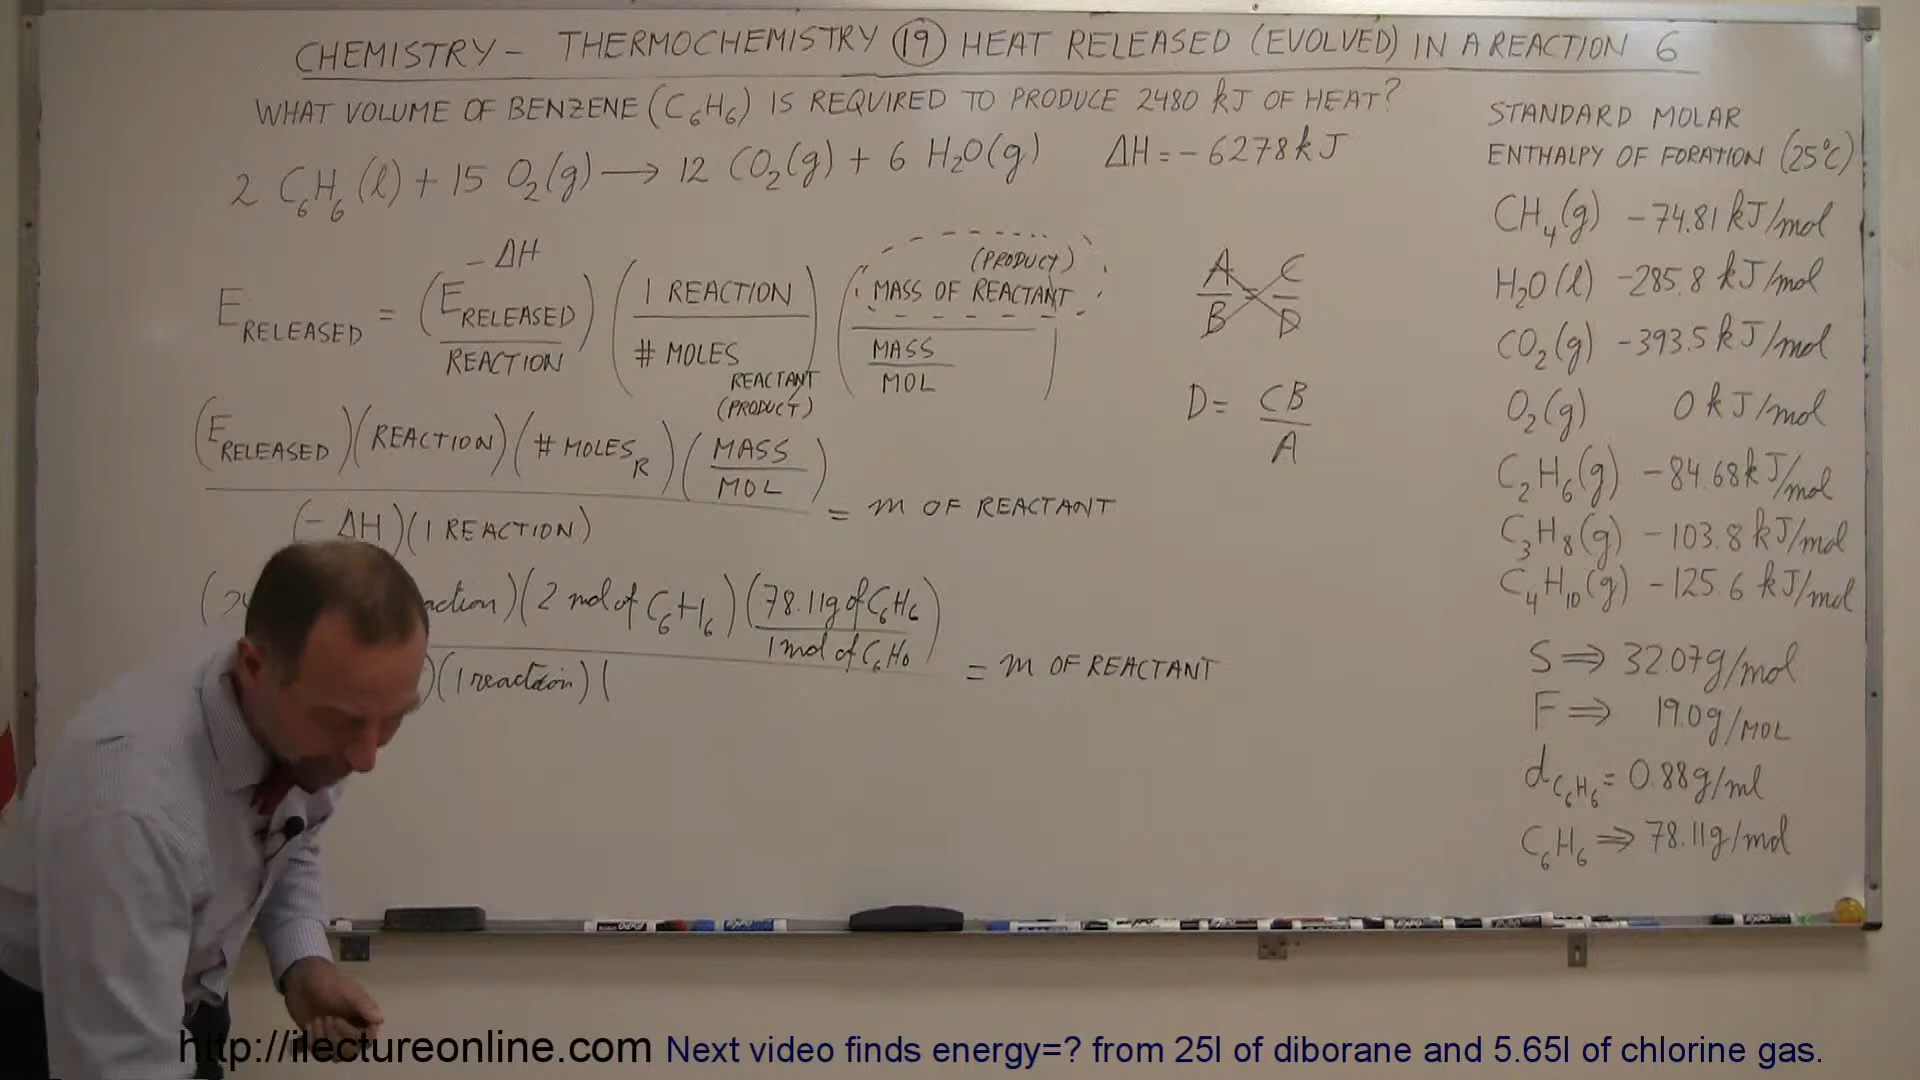 CHEMISTRY - THERMOCHEMISTRY (19) HEAT RELEASED (EVOLVED) IN A REACTION 6
WHAT VOLUME OF BENZENE (C₆H₆) IS REQUIRED TO PRODUCE 2480 kJ OF HEAT?
2 C₆H₆(l) + 15 O₂(g) → 12 CO₂(g) + 6 H₂O(g) ΔH = -6278 kJ
-ΔH
(PRODUCT)
E RELEASED = (E RELEASED / REACTION) (1 REACTION / # MOLES REACTANT (PRODUCT)) (MASS OF REACTANT / MASS / MOL)
(E RELEASED)(REACTION)(# MOLES R)(MASS / MOL)
(-ΔH)(1 REACTION)
= m OF REACTANT
(24 action)(2 mol of C₆H₆)(78.11g of C₆H₆ / 1 mol of C₆H₆)
)(1 reaction)(
= m OF REACTANT
A / B = C / D
D = CB / A
STANDARD MOLAR
ENTHALPY OF FORATION (25°C)
CH₄(g) -74.81 kJ/mol
H₂O(l) -285.8 kJ/mol
CO₂(g) -393.5 kJ/mol
O₂(g) 0 kJ/mol
C₂H₆(g) -84.68 kJ/mol
C₃H₈(g) -103.8 kJ/mol
C₄H₁₀(g) -125.6 kJ/mol
S ⇒ 32.07g/mol
F ⇒ 19.0g/MOL
d C₆H₆ = 0.88g/ml
C₆H₆ ⇒ 78.11g/mol
http://ilectureonline.com Next video finds energy=? from 25l of diborane and 5.65l of chlorine gas.